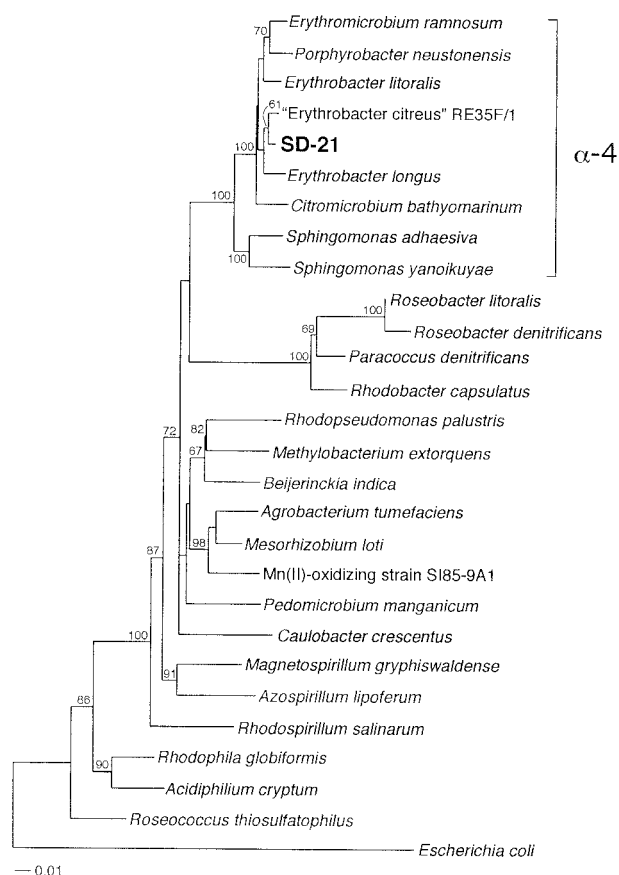 Erythromicrobium ramnosum
70
Porphyrobacter neustonensis
Erythrobacter litoralis
61
"Erythrobacter citreus" RE35F/1
SD-21
α-4
100
Erythrobacter longus
100
Citromicrobium bathyomarinum
Sphingomonas adhaesiva
100
Sphingomonas yanoikuyae
Roseobacter litoralis
100
Roseobacter denitrificans
69
Paracoccus denitrificans
100
Rhodobacter capsulatus
Rhodopseudomonas palustris
72
82
Methylobacterium extorquens
67
Beijerinckia indica
Agrobacterium tumefaciens
98
Mesorhizobium loti
87
Mn(II)-oxidizing strain SI85-9A1
Pedomicrobium manganicum
100
Caulobacter crescentus
Magnetospirillum gryphiswaldense
91
Azospirillum lipoferum
86
Rhodospirillum salinarum
Rhodophila globiformis
90
Acidiphilium cryptum
Roseococcus thiosulfatophilus
Escherichia coli
0.01